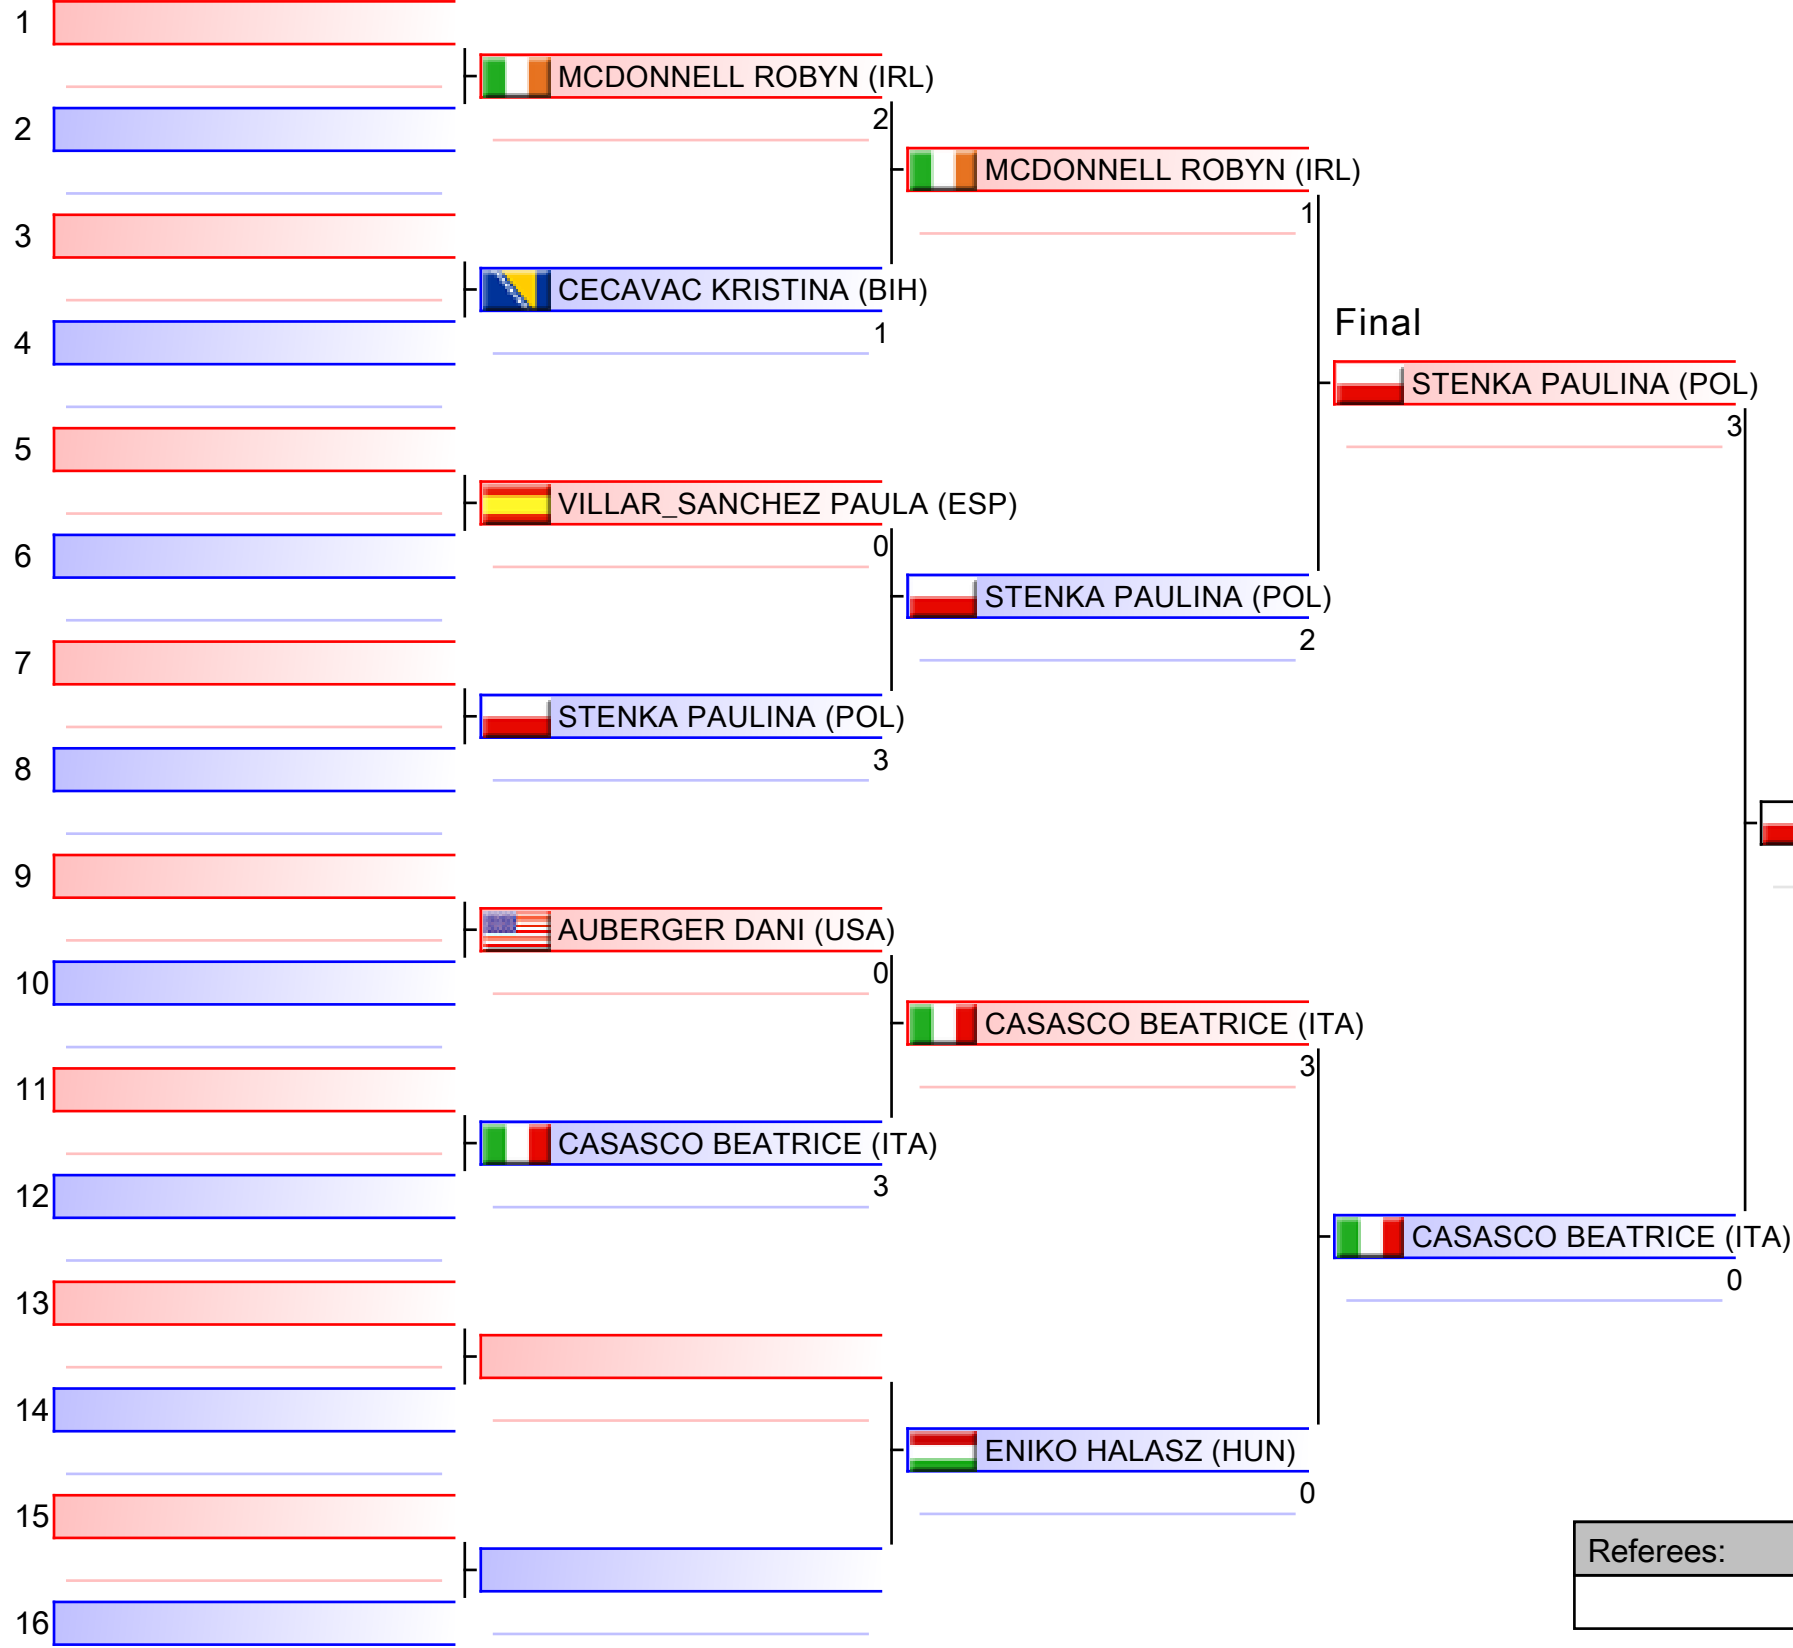 1
MCDONNELL ROBYN (IRL)
2
2
MCDONNELL ROBYN (IRL)
1
3
CECAVAC KRISTINA (BIH)
1
4
Final
STENKA PAULINA (POL)
3
5
VILLAR_SANCHEZ PAULA (ESP)
0
6
STENKA PAULINA (POL)
2
7
STENKA PAULINA (POL)
3
8
9
AUBERGER DANI (USA)
0
10
CASASCO BEATRICE (ITA)
3
11
CASASCO BEATRICE (ITA)
3
12
CASASCO BEATRICE (ITA)
0
13
14
ENIKO HALASZ (HUN)
0
15
Referees:
16